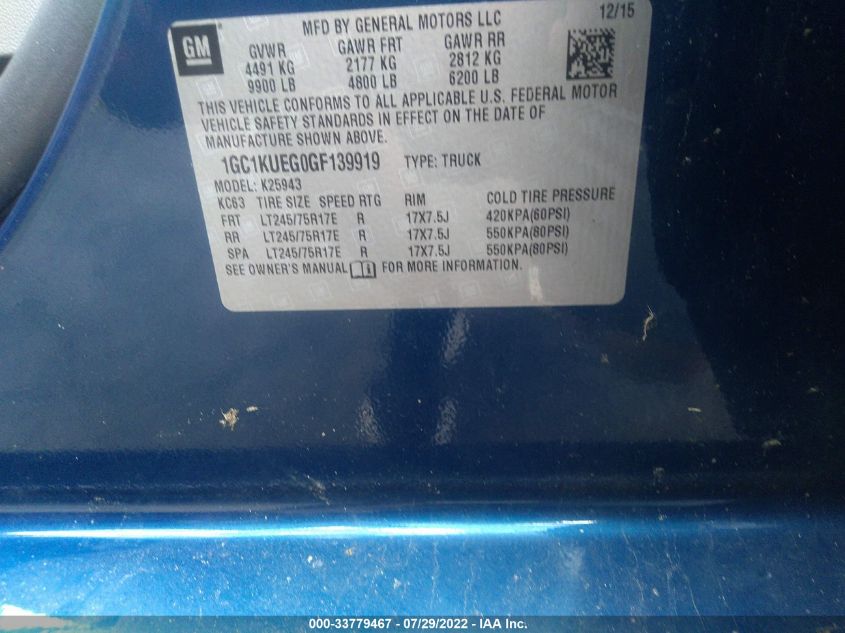 GM
MFD BY GENERAL MOTORS LLC 12/15
GVWR GAWR FRT GAWR RR
4491 KG 2177 KG 2812 KG
9900 LB 4800 LB 6200 LB
THIS VEHICLE CONFORMS TO ALL APPLICABLE U.S. FEDERAL MOTOR
VEHICLE SAFETY STANDARDS IN EFFECT ON THE DATE OF
MANUFACTURE SHOWN ABOVE.
1GC1KUEG0GF139919 TYPE: TRUCK
MODEL: K25943
KC63 TIRE SIZE SPEED RTG RIM COLD TIRE PRESSURE
FRT LT245/75R17E R 17X7.5J 420KPA(60PSI)
RR LT245/75R17E R 17X7.5J 550KPA(80PSI)
SPA LT245/75R17E R 17X7.5J 550KPA(80PSI)
SEE OWNER'S MANUAL FOR MORE INFORMATION.
000-33779467 - 07/29/2022 - IAA Inc.